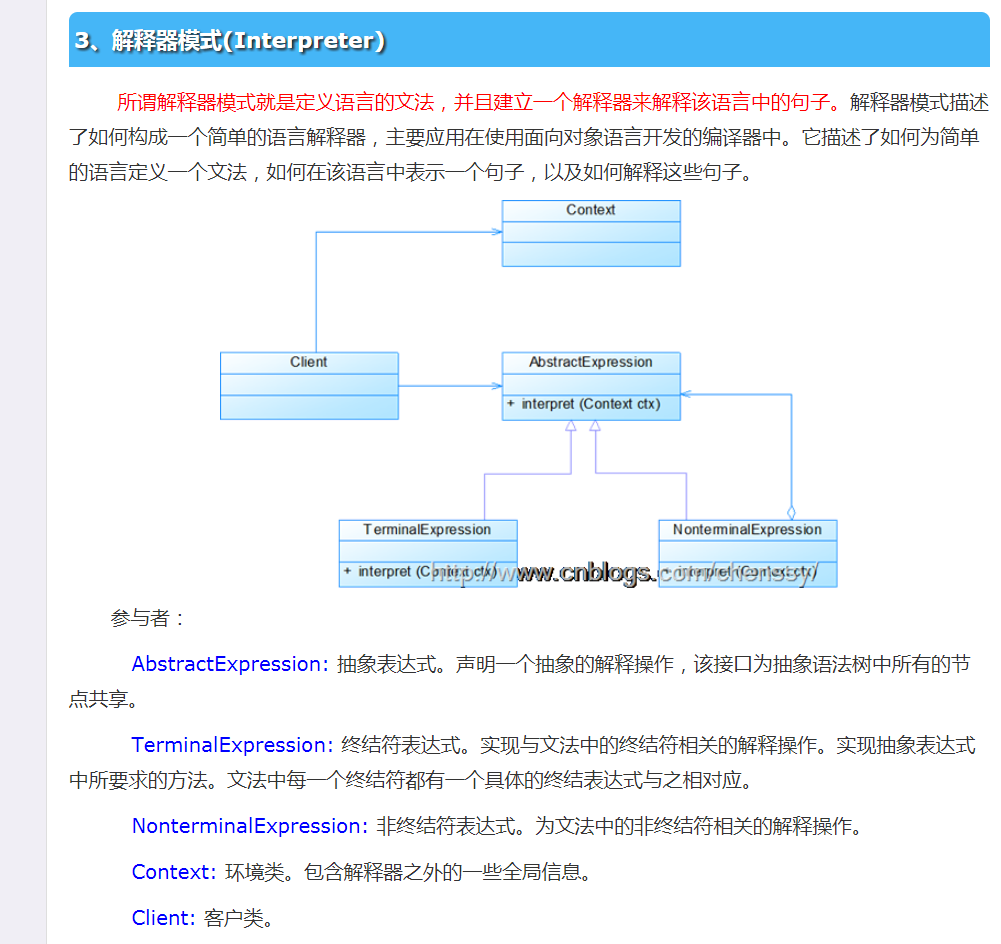 3、解释器模式(Interpreter)
所谓解释器模式就是定义语言的文法，并且建立一个解释器来解释该语言中的句子。解释器模式描述
了如何构成一个简单的语言解释器，主要应用在使用面向对象语言开发的编译器中。它描述了如何为简单
的语言定义一个文法，如何在该语言中表示一个句子，以及如何解释这些句子。
Context
Client
AbstractExpression
+ interpret (Context ctx)
TerminalExpression
NonterminalExpression
+ interpret (Context ctx)
+ interpret (Context ctx)
http://www.cnblogs.com/chenssy/
参与者：
AbstractExpression: 抽象表达式。声明一个抽象的解释操作，该接口为抽象语法树中所有的节
点共享。
TerminalExpression: 终结符表达式。实现与文法中的终结符相关的解释操作。实现抽象表达式
中所要求的方法。文法中每一个终结符都有一个具体的终结表达式与之相对应。
NonterminalExpression: 非终结符表达式。为文法中的非终结符相关的解释操作。
Context: 环境类。包含解释器之外的一些全局信息。
Client: 客户类。